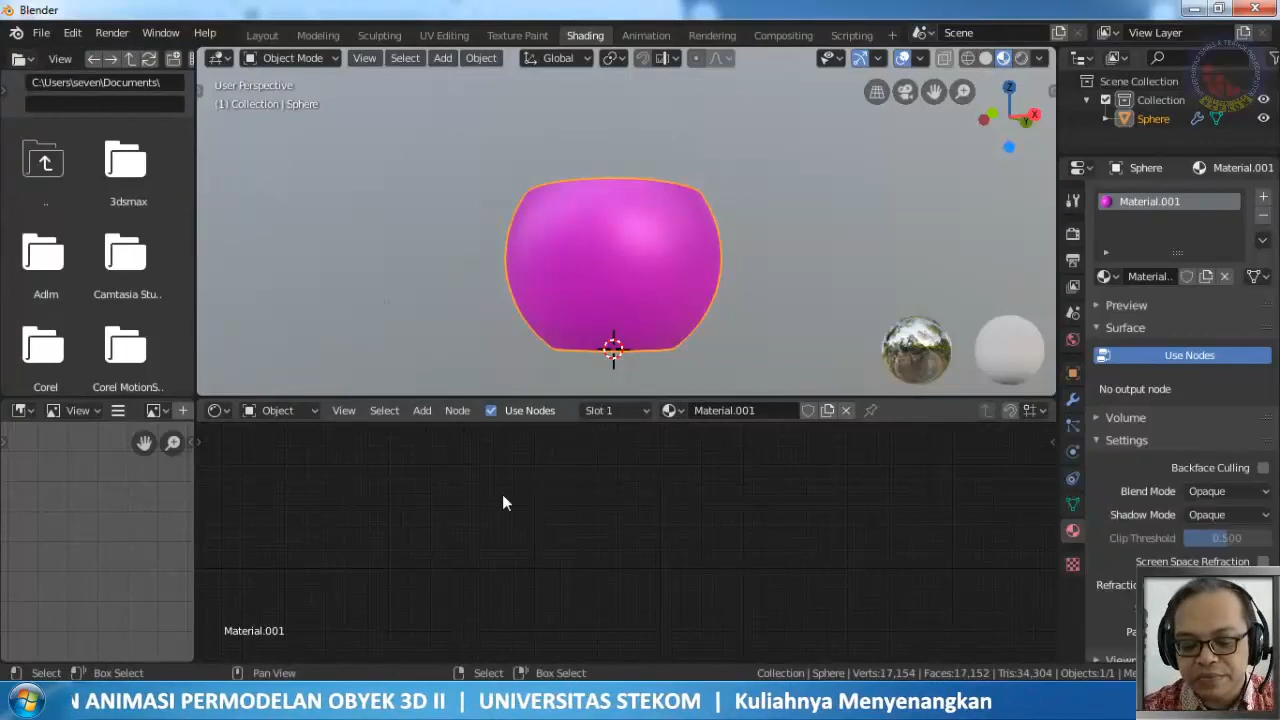 Blender
File Edit Render Window Help
Layout Modeling Sculpting UV Editing Texture Paint Shading Animation Rendering Compositing Scripting
Scene
View Layer
View
Object Mode View Select Add Object
Global
C:\Users\seven\Documents\
User Perspective
(1) Collection | Sphere
Z
X
Y
Scene Collection
Collection
Sphere
..
3dsmax
Adlm
Camtasia Stu..
Corel
Corel MotionS..
Sphere
Material.001
Material.001
Material..
Preview
Surface
Use Nodes
No output node
Volume
Settings
Backface Culling
Blend Mode Opaque
Shadow Mode Opaque
Clip Threshold 0.500
Screen Space Refraction
View
Object View Select Add Node Use Nodes Slot 1 Material.001
Material.001
Select Box Select Pan View Select Box Select
Collection | Sphere | Verts:17,154 | Faces:17,152 | Tris:34,304 | Objects:1/1 |
N ANIMASI PERMODELAN OBYEK 3D II | UNIVERSITAS STEKOM | Kuliahnya Menyenangkan